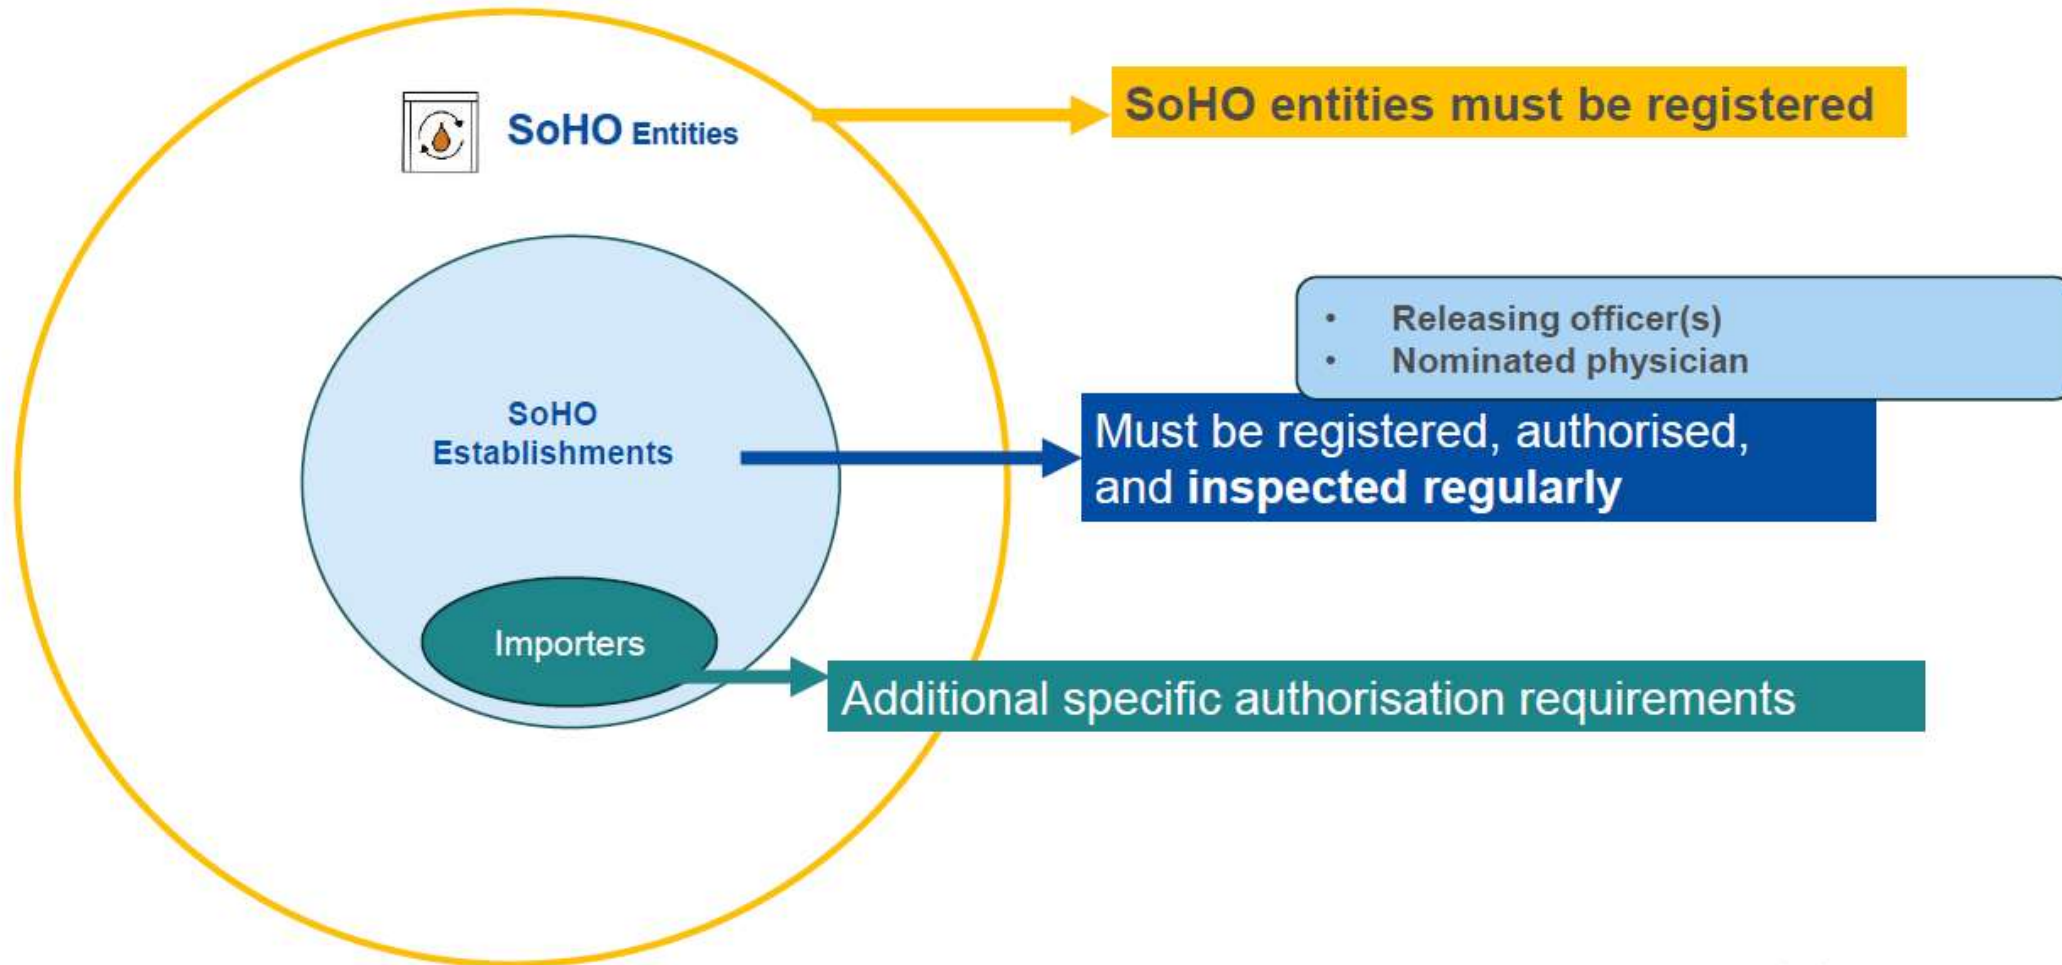 SoHO Entities
SoHO entities must be registered
• Releasing officer(s)
• Nominated physician
SoHO
Establishments
Must be registered, authorised,
and inspected regularly
Importers
Additional specific authorisation requirements